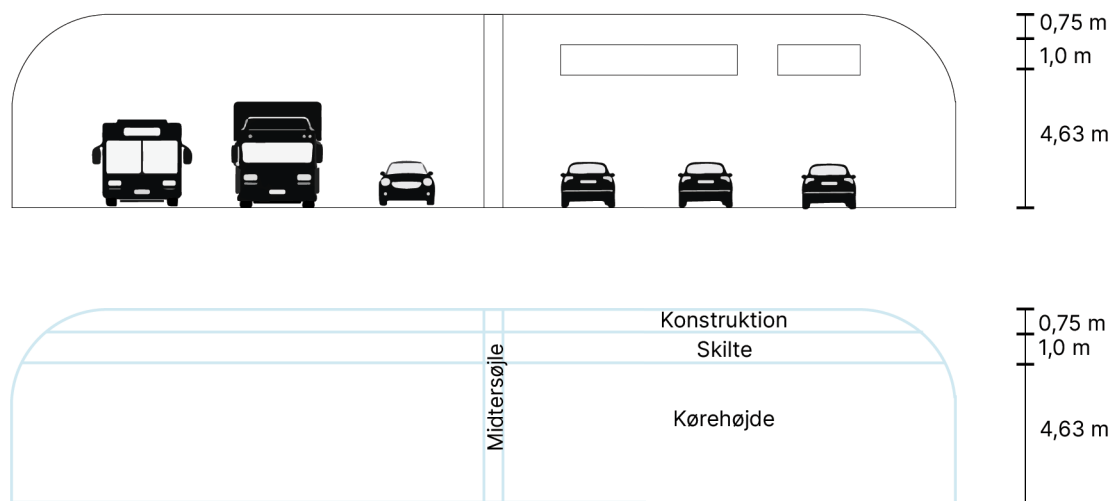 0,75 m
1,0 m
4,63 m
Konstruktion
0,75 m
Skilte
1,0 m
Midtersøjle
Kørehøjde
4,63 m